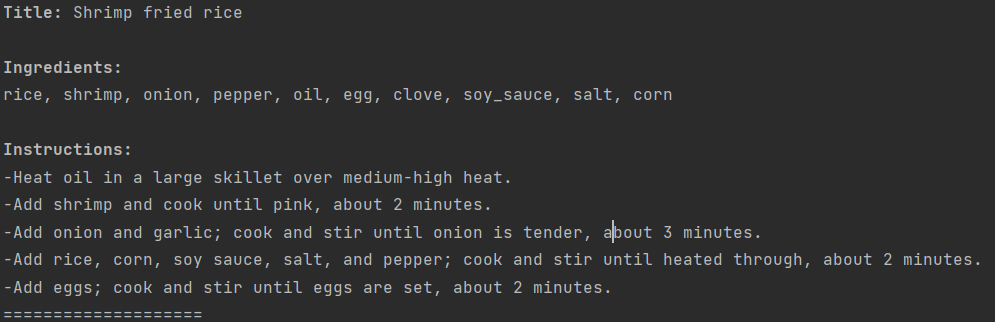 Title: Shrimp fried rice
Ingredients:
rice, shrimp, onion, pepper, oil, egg, clove, soy_sauce, salt, corn
Instructions:
-Heat oil in a large skillet over medium-high heat.
-Add shrimp and cook until pink, about 2 minutes.
-Add onion and garlic; cook and stir until onion is tender, about 3 minutes.
-Add rice, corn, soy sauce, salt, and pepper; cook and stir until heated through, about 2 minutes.
-Add eggs; cook and stir until eggs are set, about 2 minutes.
====================